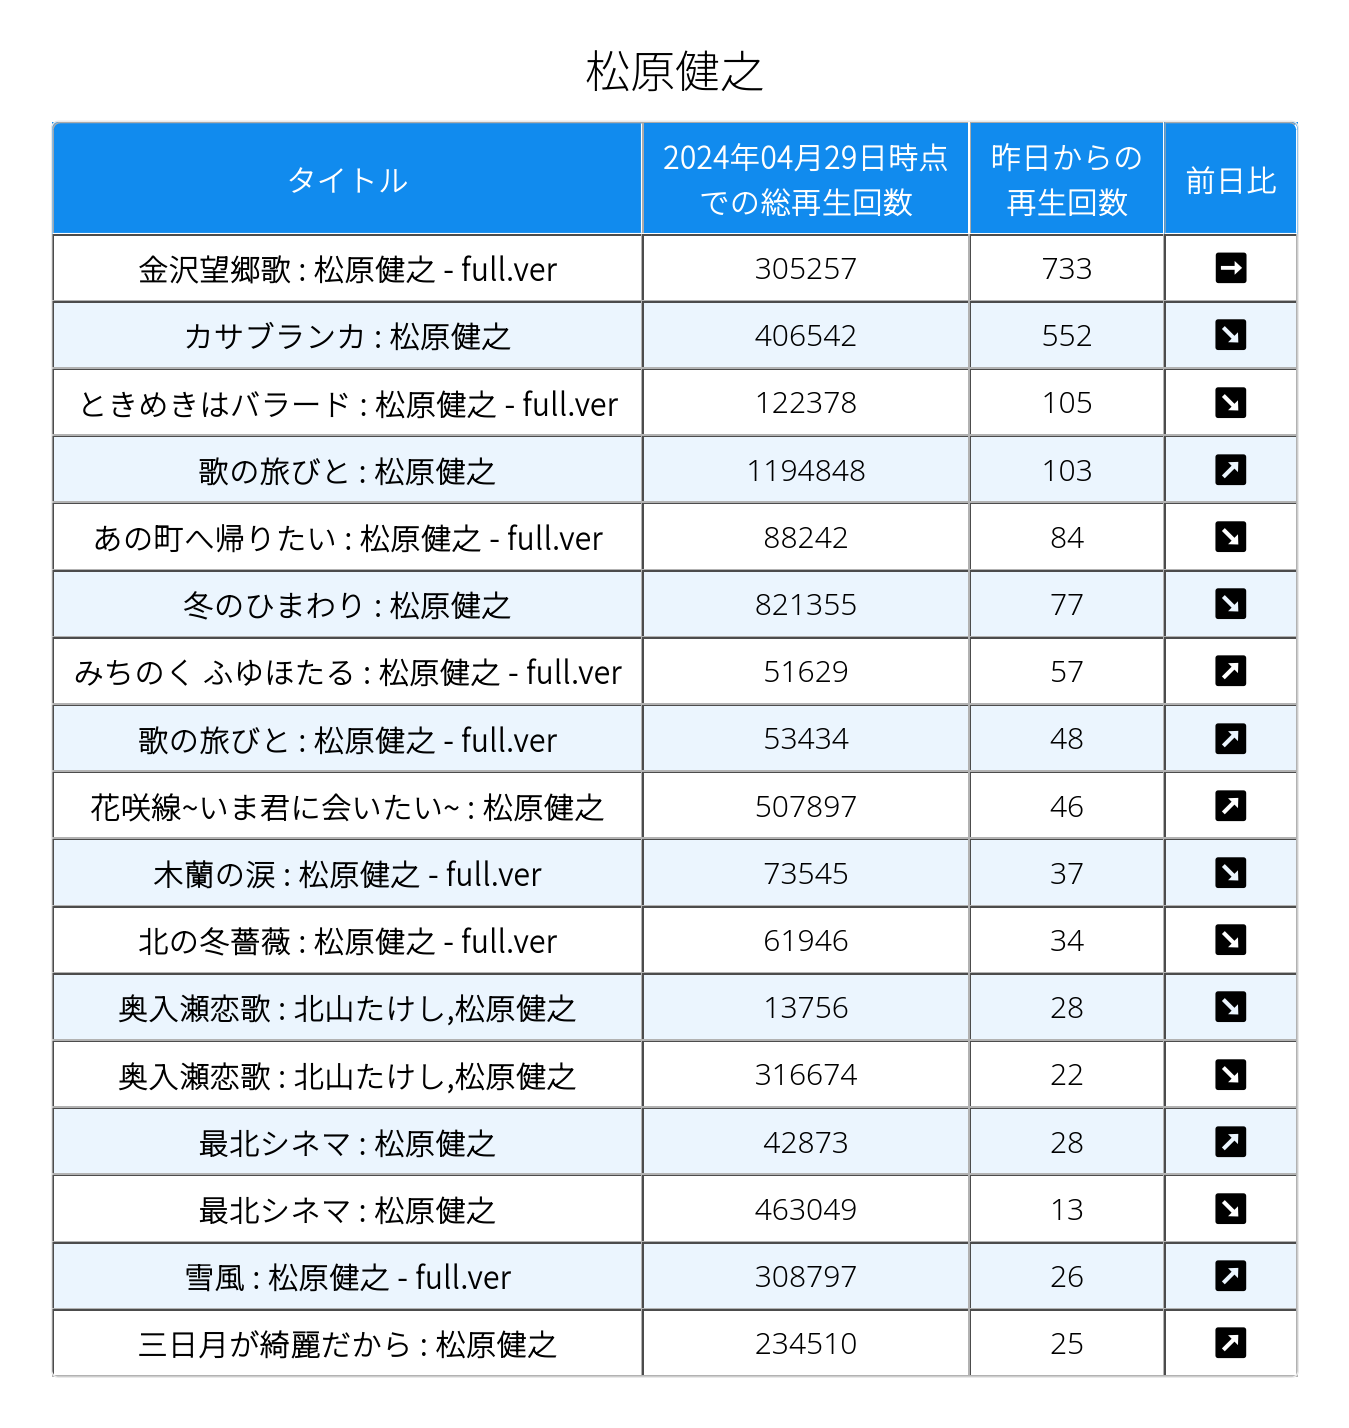 松原健之
タイトル
2024年04月29日時点
での総再生回数
昨日からの
再生回数
前日比
金沢望郷歌 : 松原健之 - full.ver 305257 733 ➡
カサブランカ : 松原健之 406542 552 ↘
ときめきはバラード : 松原健之 - full.ver 122378 105 ↘
歌の旅びと : 松原健之 1194848 103 ↗
あの町へ帰りたい : 松原健之 - full.ver 88242 84 ↘
冬のひまわり : 松原健之 821355 77 ↘
みちのく ふゆほたる : 松原健之 - full.ver 51629 57 ↗
歌の旅びと : 松原健之 - full.ver 53434 48 ↗
花咲線~いま君に会いたい~ : 松原健之 507897 46 ↗
木蘭の涙 : 松原健之 - full.ver 73545 37 ↘
北の冬薔薇 : 松原健之 - full.ver 61946 34 ↘
奥入瀬恋歌 : 北山たけし,松原健之 13756 28 ↘
奥入瀬恋歌 : 北山たけし,松原健之 316674 22 ↘
最北シネマ : 松原健之 42873 28 ↗
最北シネマ : 松原健之 463049 13 ↘
雪風 : 松原健之 - full.ver 308797 26 ↗
三日月が綺麗だから : 松原健之 234510 25 ↗